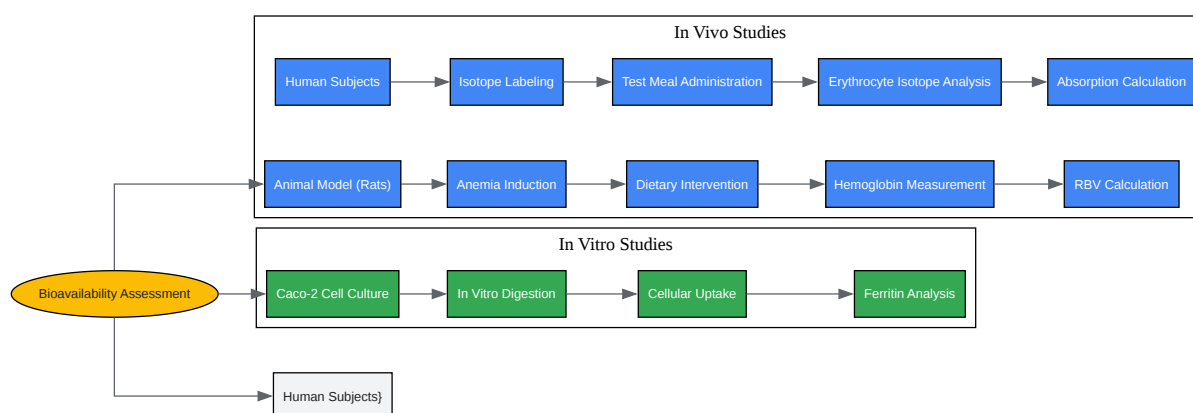 In Vivo Studies
Human Subjects
Isotope Labeling
Test Meal Administration
Erythrocyte Isotope Analysis
Absorption Calculation
Animal Model (Rats)
Anemia Induction
Dietary Intervention
Hemoglobin Measurement
RBV Calculation
In Vitro Studies
Bioavailability Assessment
Caco-2 Cell Culture
In Vitro Digestion
Cellular Uptake
Ferritin Analysis
Human Subjects}